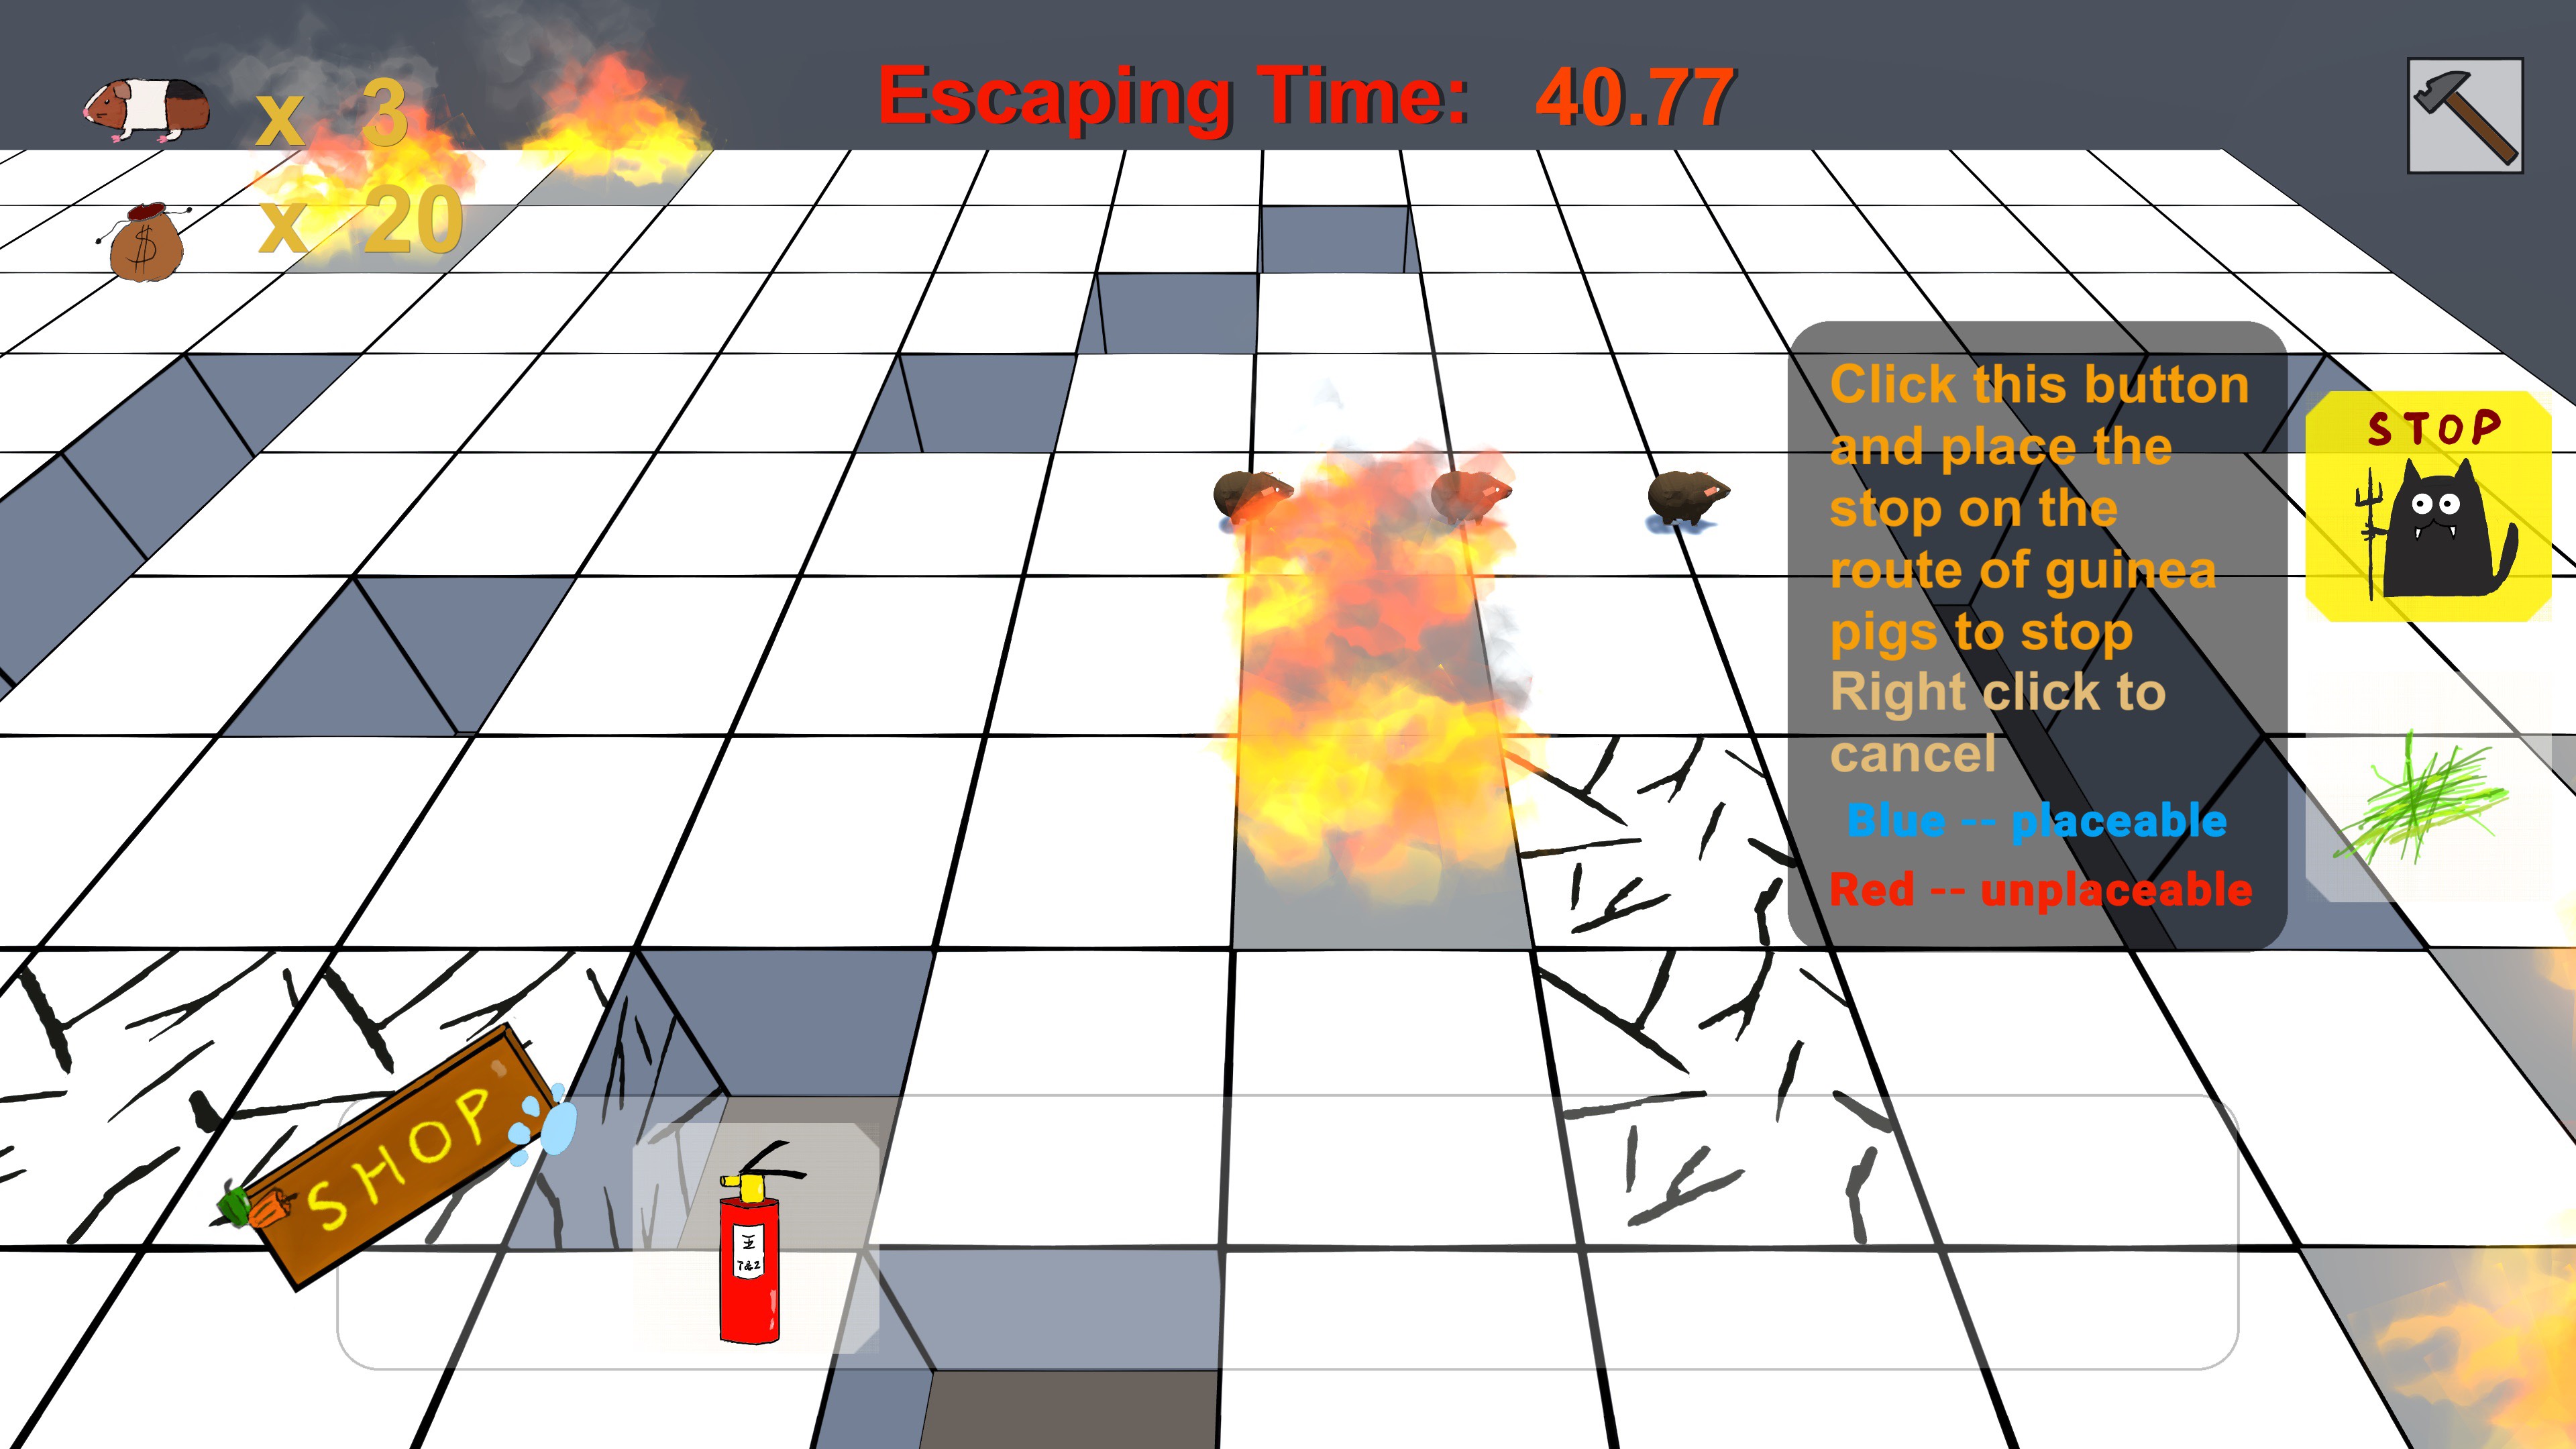 x 3
Escaping Time: 40.77
x 20
$
Click this button
and place the
stop on the
route of guinea
pigs to stop
Right click to
cancel
Blue -- placeable
Red -- unplaceable
STOP
SHOP
王
T&Z